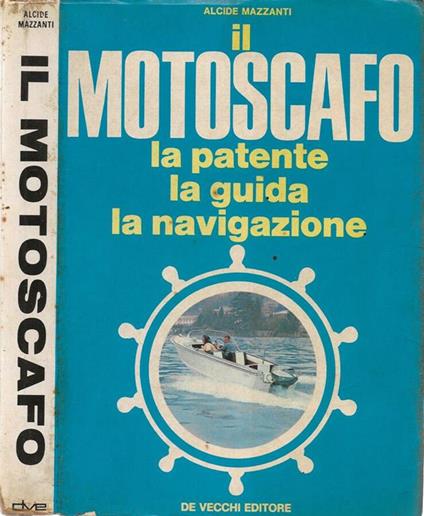 ALCIDE
MAZZANTI
IL MOTOSCAFO
dve
ALCIDE MAZZANTI
il
MOTOSCAFO
la patente
la guida
la navigazione
DE VECCHI EDITORE